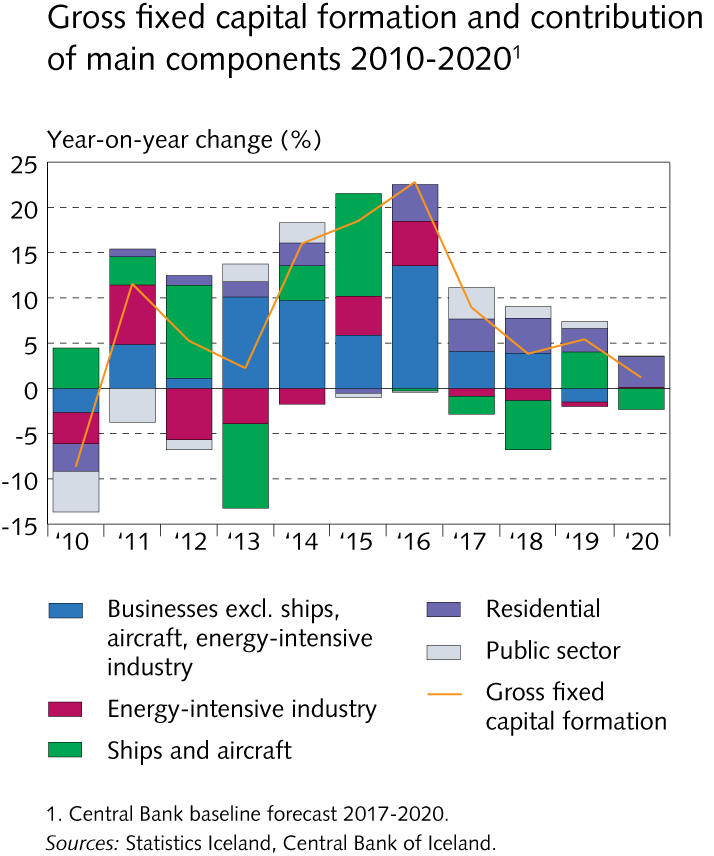 Gross fixed capital formation and contribution
of main components 2010-2020¹
Year-on-year change (%)
25
20
15
10
5
0
-5
-10
-15
‘10 ‘11 ‘12 ‘13 ‘14 ‘15 ‘16 ‘17 ‘18 ‘19 ‘20
Businesses excl. ships,
aircraft, energy-intensive
industry
Energy-intensive industry
Ships and aircraft
Residential
Public sector
Gross fixed
capital formation
1. Central Bank baseline forecast 2017-2020.
Sources: Statistics Iceland, Central Bank of Iceland.